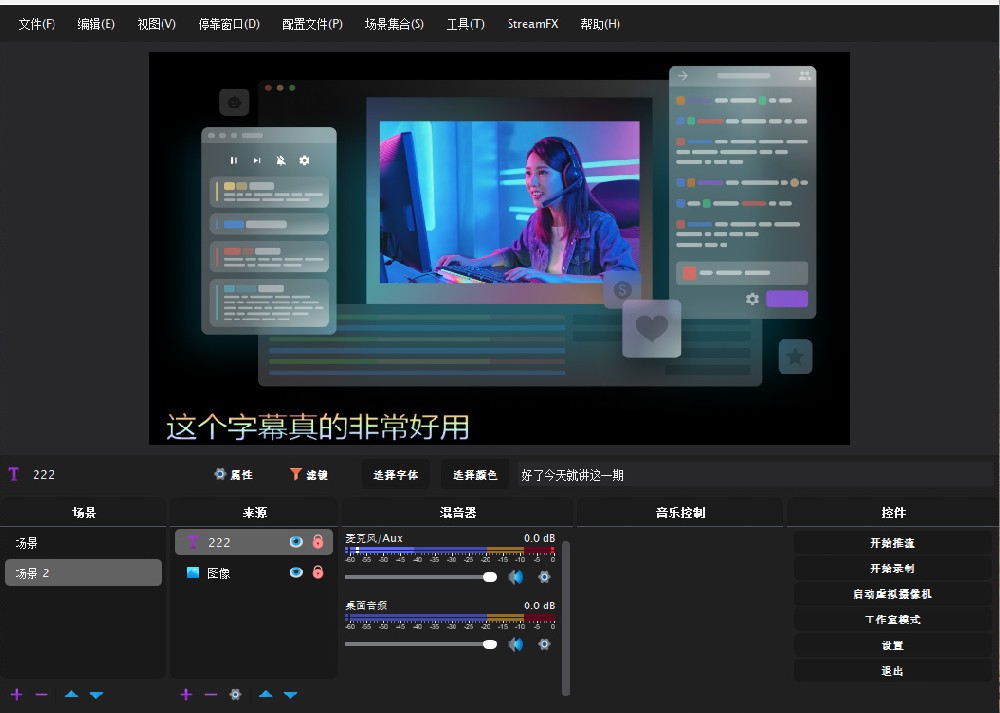 文件(F) 编辑(E) 视图(V) 停靠窗口(D) 配置文件(P) 场景集合(S) 工具(T) StreamFX 帮助(H)
这个字幕真的非常好用
T 222 属性 滤镜 选择字体 选择颜色 好了今天就讲这一期
场景 来源 混音器 音乐控制 控件
场景
场景 2
T 222
图像
麦克风/Aux 0.0 dB
-60 -55 -50 -45 -40 -35 -30 -25 -20 -15 -10 -5 0
桌面音频 0.0 dB
-60 -55 -50 -45 -40 -35 -30 -25 -20 -15 -10 -5 0
开始推流
开始录制
启动虚拟摄像机
工作室模式
设置
退出